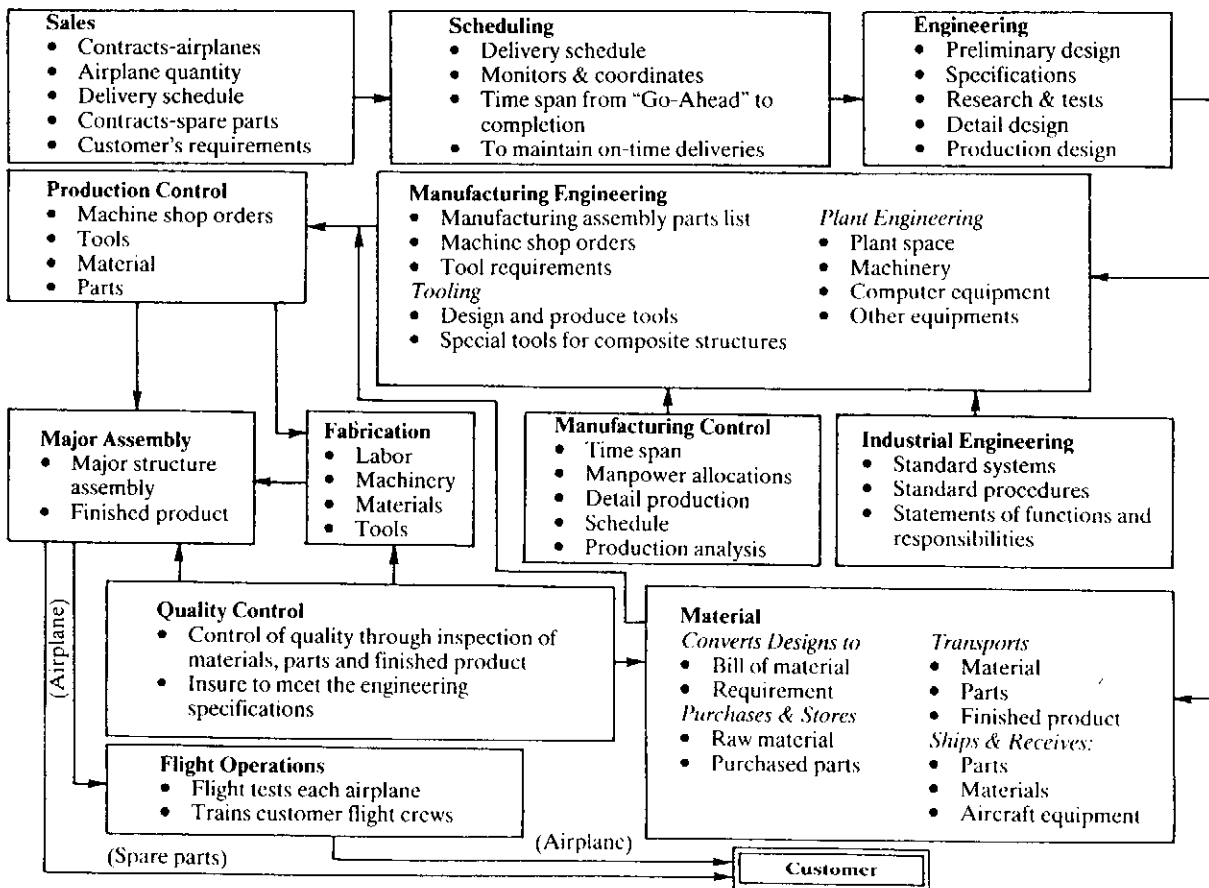 Sales
• Contracts-airplanes
• Airplane quantity
• Delivery schedule
• Contracts-spare parts
• Customer's requirements
Scheduling
• Delivery schedule
• Monitors & coordinates
• Time span from "Go-Ahead" to
completion
• To maintain on-time deliveries
Engineering
• Preliminary design
• Specifications
• Research & tests
• Detail design
• Production design
Production Control
• Machine shop orders
• Tools
• Material
• Parts
Manufacturing Engineering
• Manufacturing assembly parts list
• Machine shop orders
• Tool requirements
Tooling
• Design and produce tools
• Special tools for composite structures
Plant Engineering
• Plant space
• Machinery
• Computer equipment
• Other equipments
Major Assembly
• Major structure
assembly
• Finished product
Fabrication
• Labor
• Machinery
• Materials
• Tools
Manufacturing Control
• Time span
• Manpower allocations
• Detail production
• Schedule
• Production analysis
Industrial Engineering
• Standard systems
• Standard procedures
• Statements of functions and
responsibilities
(Airplane)
Quality Control
• Control of quality through inspection of
materials, parts and finished product
• Insure to meet the engineering
specifications
Material
Converts Designs to
• Bill of material
• Requirement
Purchases & Stores
• Raw material
• Purchased parts
Transports
• Material
• Parts
• Finished product
Ships & Receives:
• Parts
• Materials
• Aircraft equipment
Flight Operations
• Flight tests each airplane
• Trains customer flight crews
(Airplane)
(Spare parts)
Customer